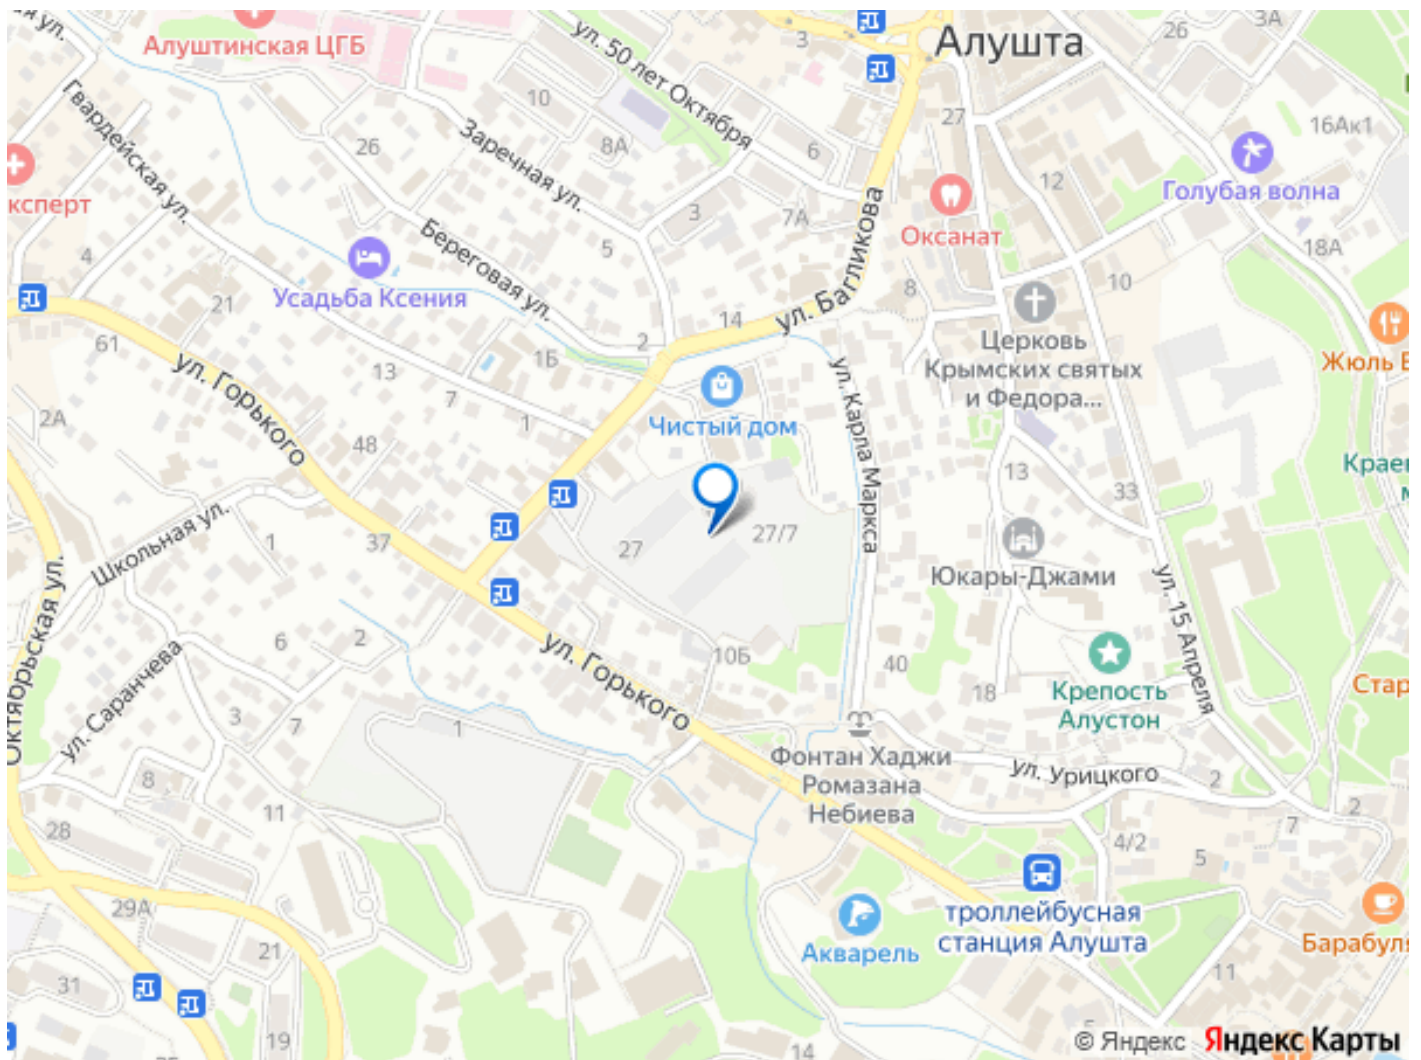 Алуштинская ЦГБ
ул. 50 лет Октября
3
Алушта
3А
16Ак1
Гвардейская ул.
10
8А
6
27
26
Заречная ул.
12
Голубая волна
ксперт
3
7А
Оксанат
18А
4
5
Береговая ул.
ул. Багликова
8
10
Усадьба Ксения
21
14
61
2
1Б
Церковь
Крымских святых
и Федора...
Жюль В
ул. Горького
13
7
1
Чистый дом
ул. Карла Маркса
2А
48
13
33
Краев
м
Школьная ул.
1
37
27
27/7
Юкары-Джами
ул. 15 Апреля
Октябрьская ул.
6
2
ул. Горького
10Б
40
18
Крепость
Алустон
Стар
ул. Саранчева
3
7
1
Фонтан Хаджи
Ромазана
Небиева
ул. Урицкого
2
2
8
11
28
7
4/2
5
29А
21
Акварель
троллейбусная
станция Алушта
Барабуля
31
11
19
5
14
© Яндекс Яндекс Карты